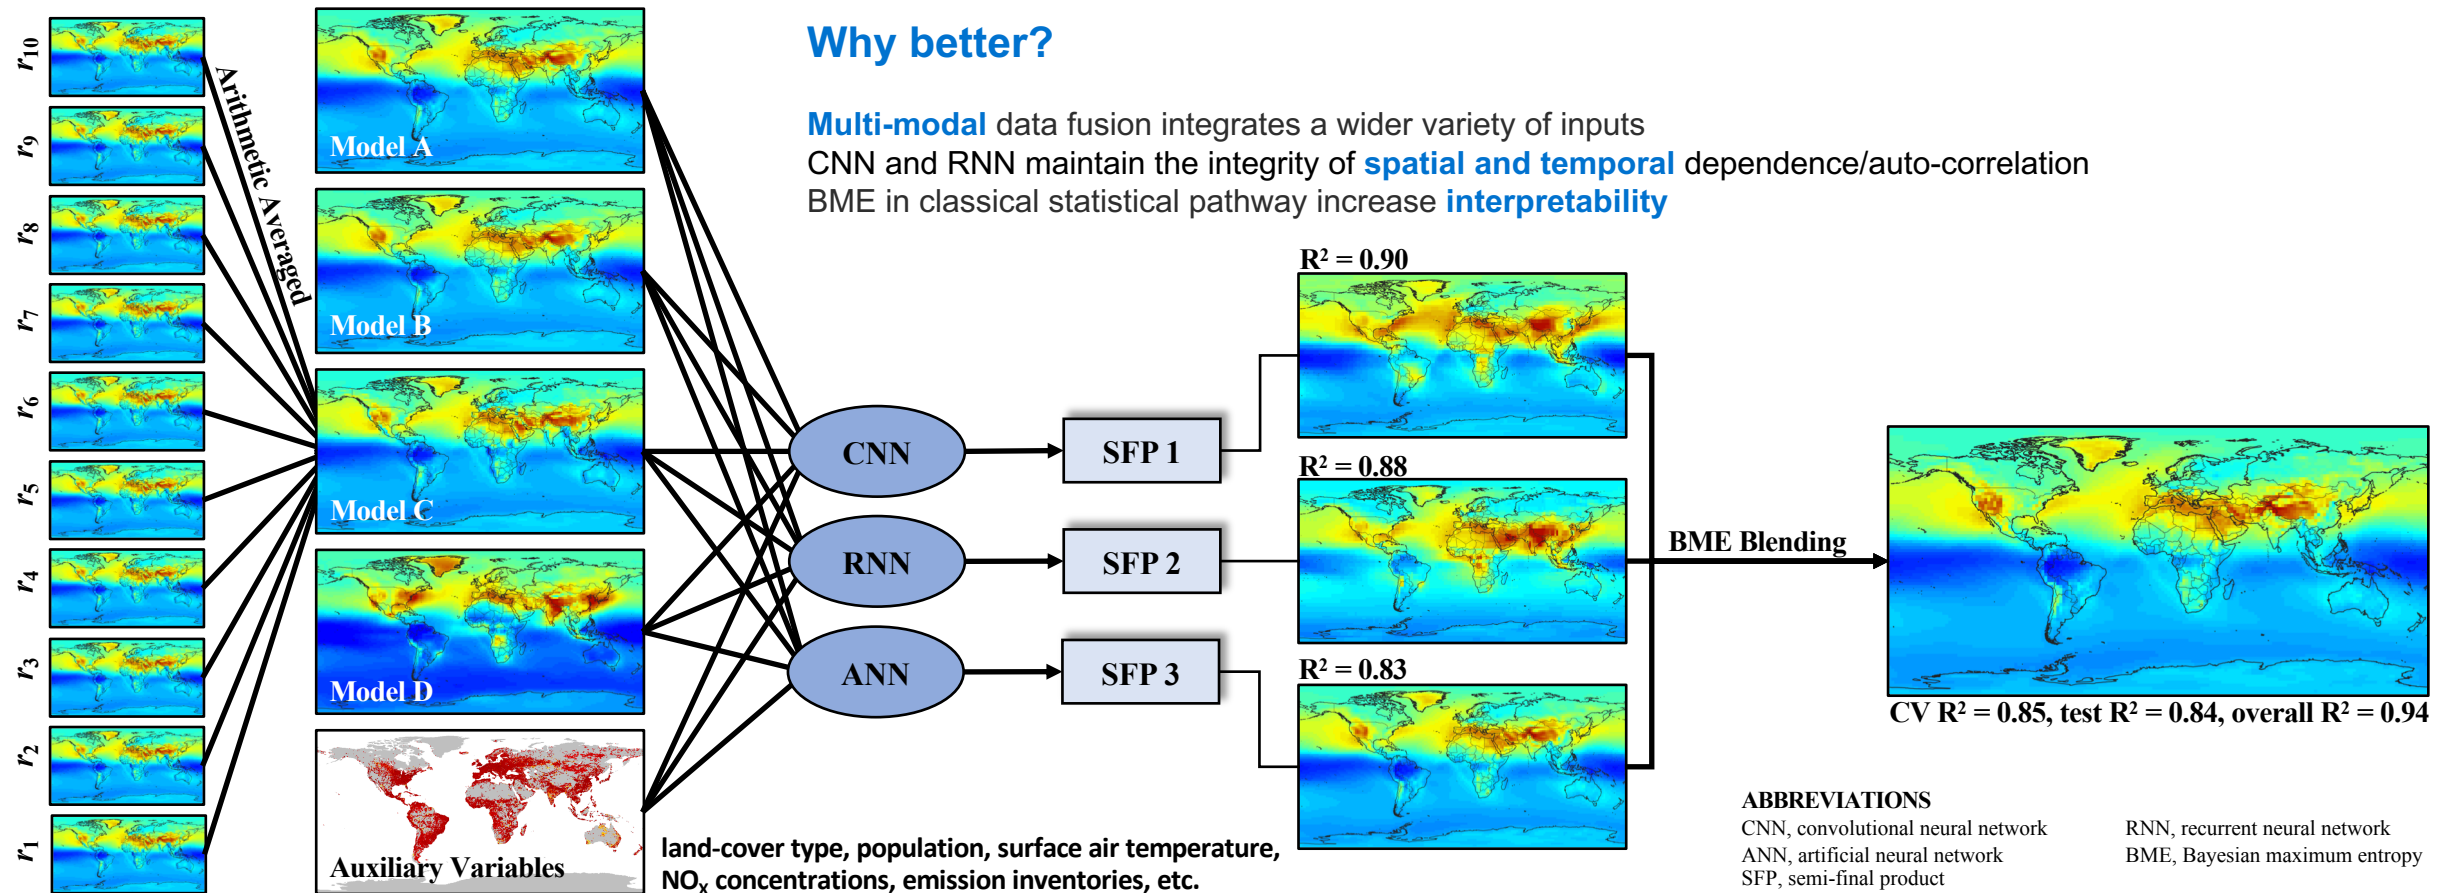 r10
r9
r8
r7
r6
r5
r4
r3
r2
r1
Arithmetic Averaged
Model A
Model B
Model C
Model D
Auxiliary Variables
Why better?
Multi-modal data fusion integrates a wider variety of inputs
CNN and RNN maintain the integrity of spatial and temporal dependence/auto-correlation
BME in classical statistical pathway increase interpretability
CNN
RNN
ANN
SFP 1
SFP 2
SFP 3
R² = 0.90
R² = 0.88
R² = 0.83
BME Blending
CV R² = 0.85, test R² = 0.84, overall R² = 0.94
land-cover type, population, surface air temperature,
NOx concentrations, emission inventories, etc.
ABBREVIATIONS
CNN, convolutional neural network
RNN, recurrent neural network
ANN, artificial neural network
BME, Bayesian maximum entropy
SFP, semi-final product